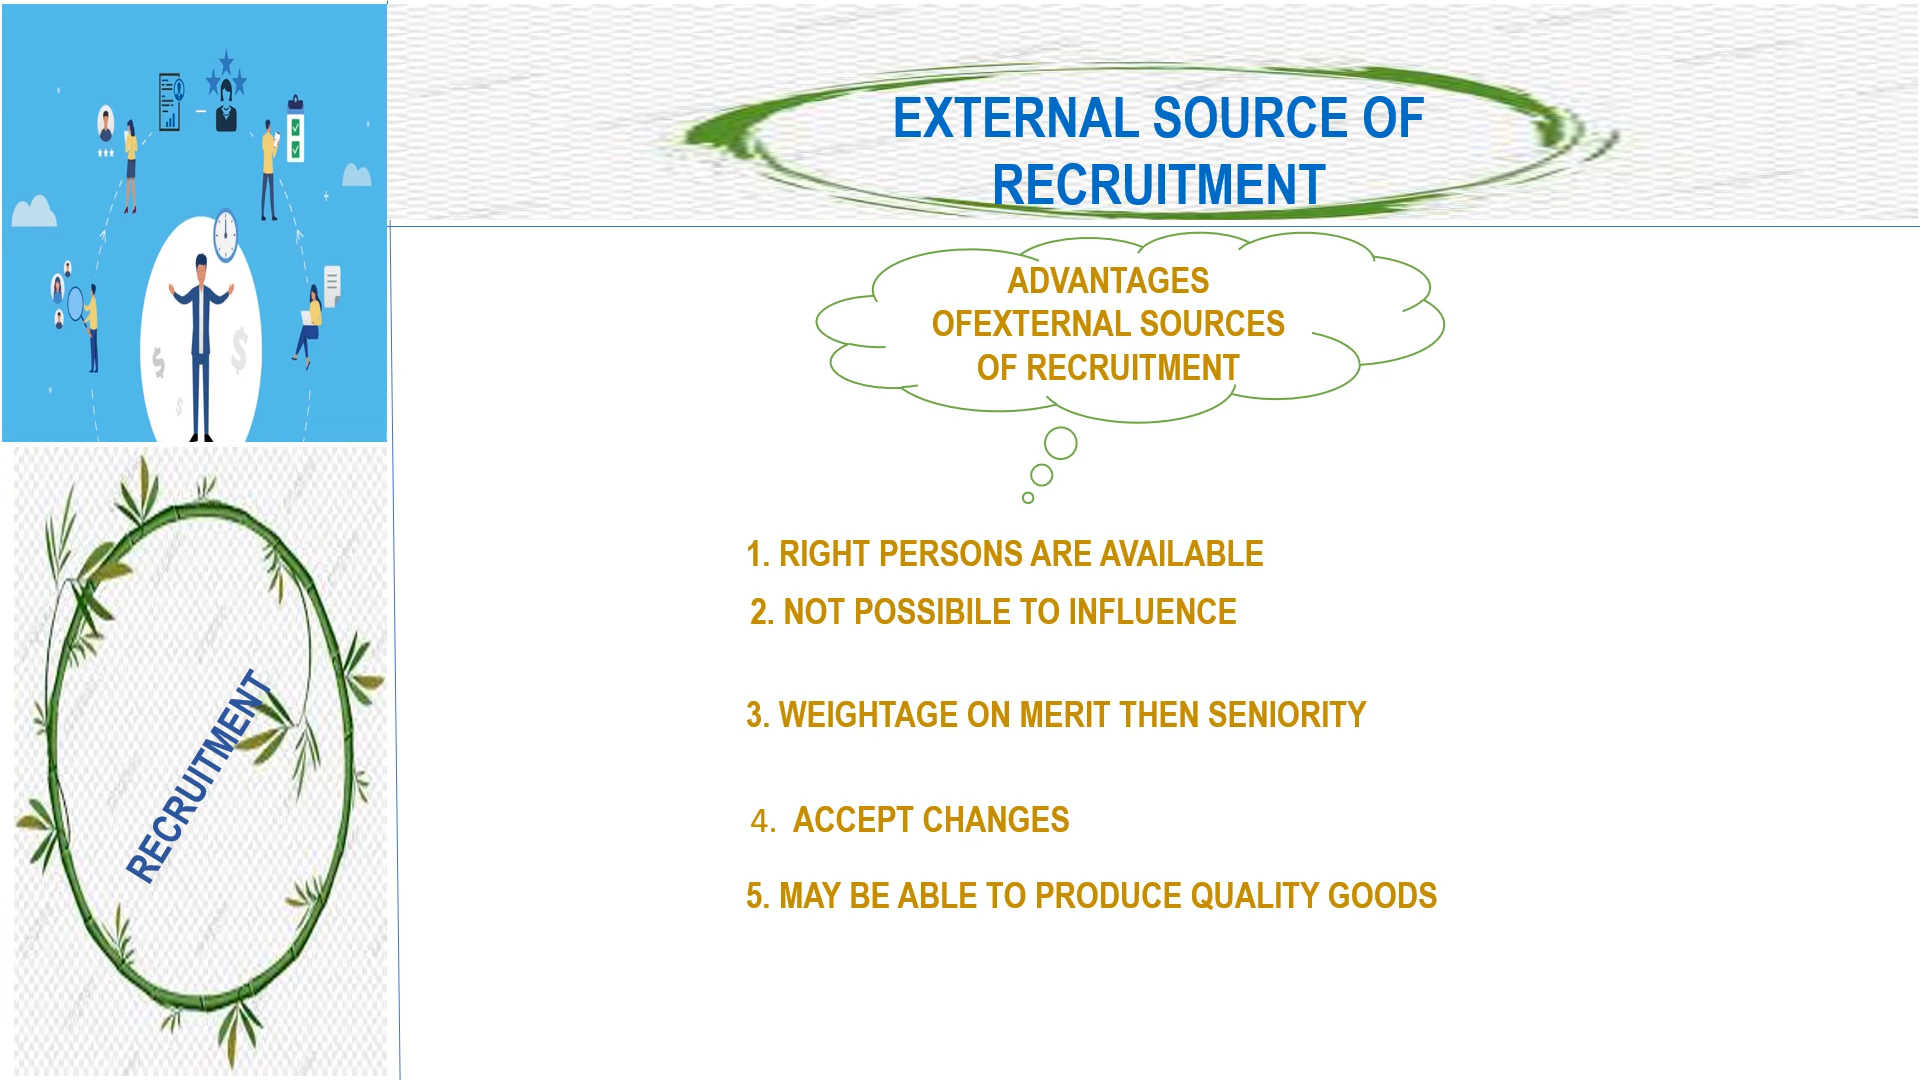 EXTERNAL SOURCE OF
RECRUITMENT
ADVANTAGES
OFEXTERNAL SOURCES
OF RECRUITMENT
1. RIGHT PERSONS ARE AVAILABLE
2. NOT POSSIBILE TO INFLUENCE
3. WEIGHTAGE ON MERIT THEN SENIORITY
4. ACCEPT CHANGES
5. MAY BE ABLE TO PRODUCE QUALITY GOODS
RECRUITMENT